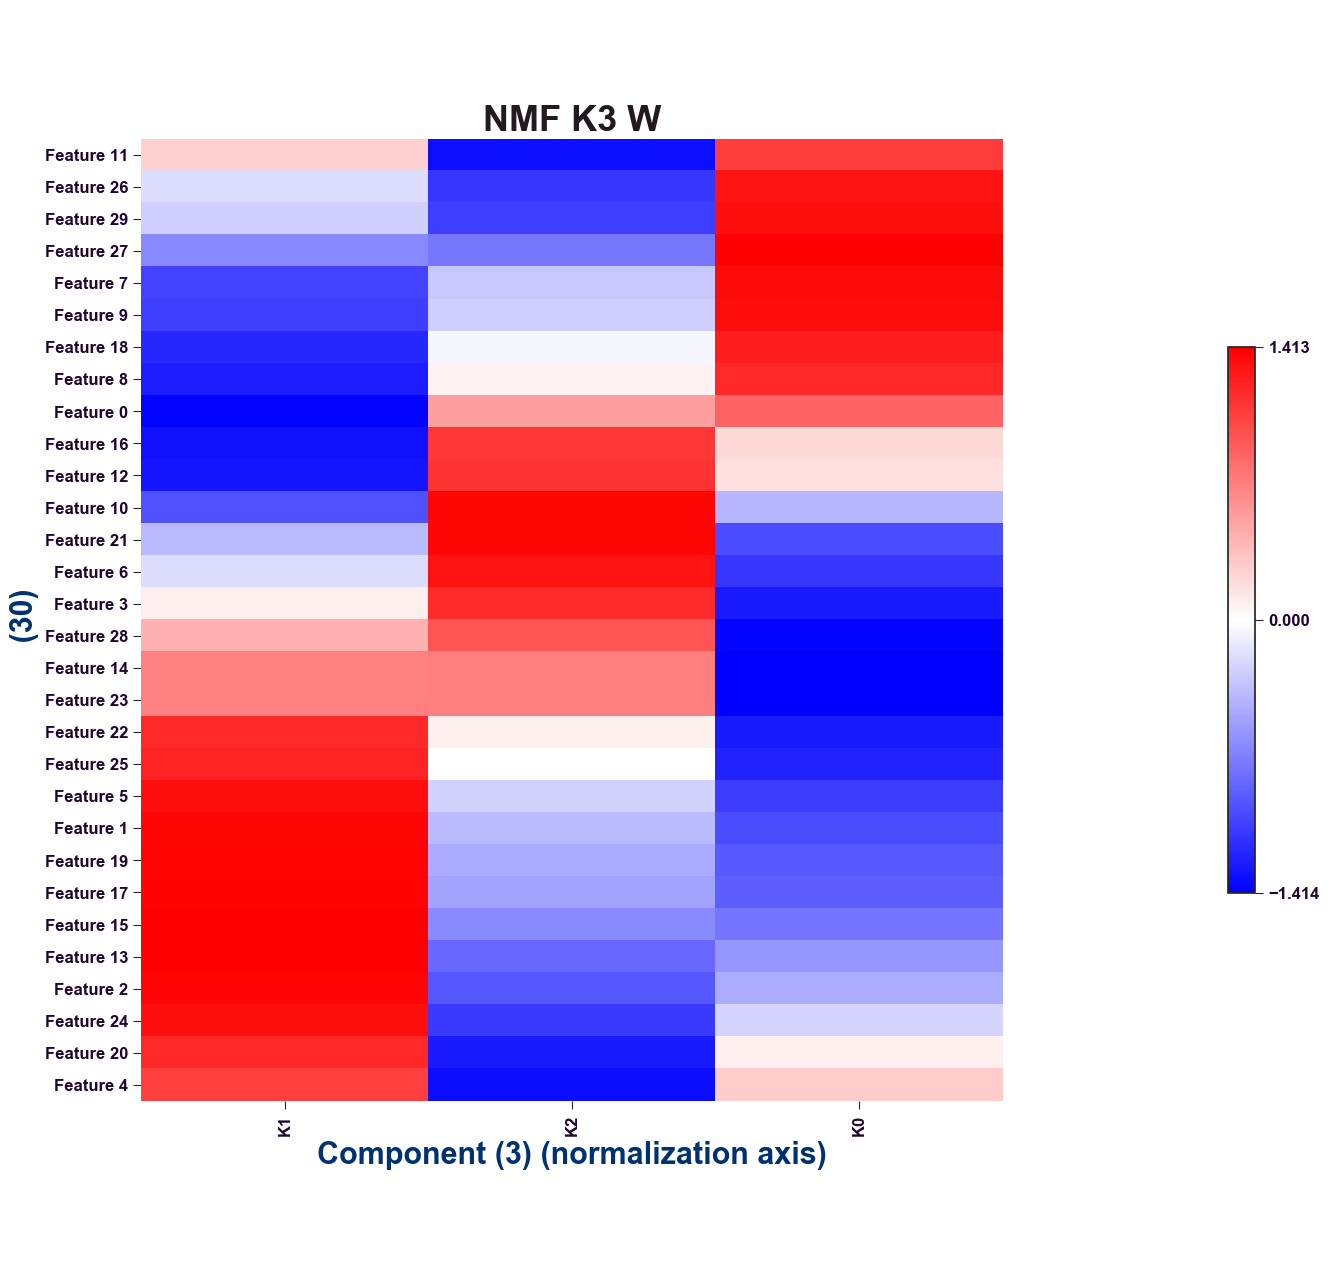 NMF K3 W
Feature 11
Feature 26
Feature 29
Feature 27
Feature 7
Feature 9
Feature 18
Feature 8
Feature 0
Feature 16
Feature 12
Feature 10
Feature 21
Feature 6
Feature 3
Feature 28
Feature 14
Feature 23
Feature 22
Feature 25
Feature 5
Feature 1
Feature 19
Feature 17
Feature 15
Feature 13
Feature 2
Feature 24
Feature 20
Feature 4
(30)
K1
K2
K0
Component (3) (normalization axis)
1.413
0.000
−1.414